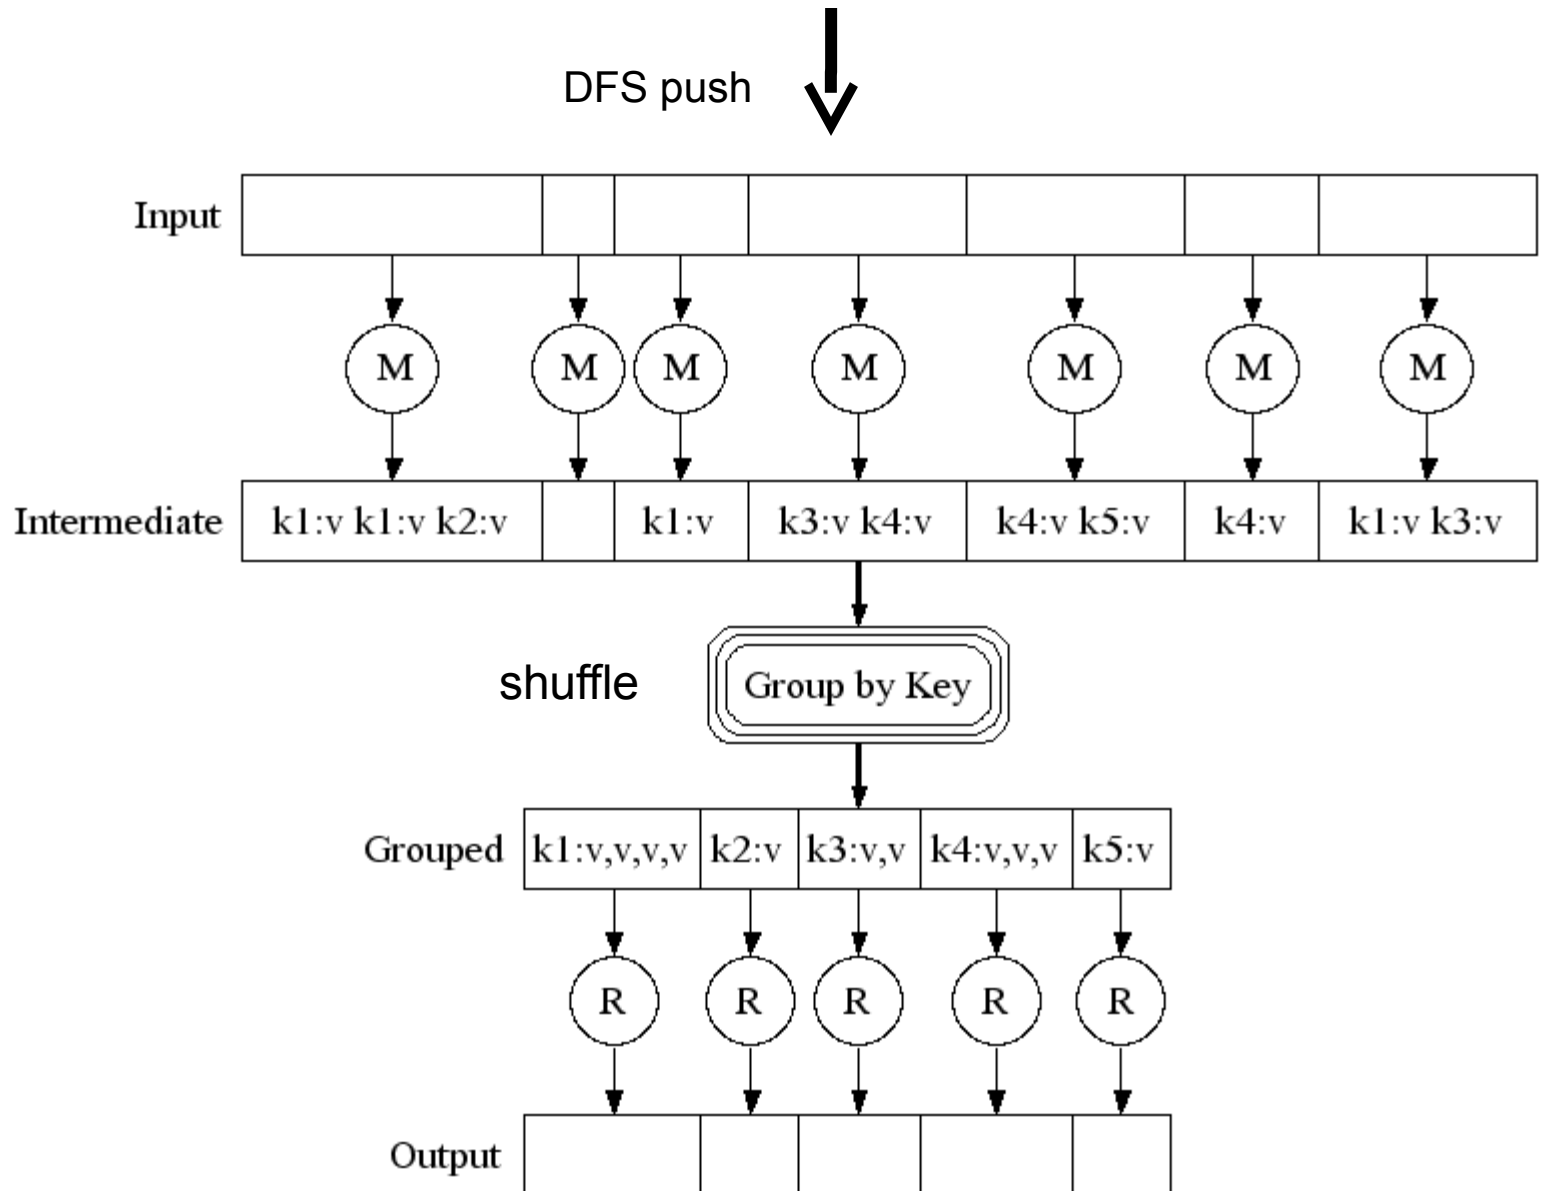 DFS push
Input
M M M M M M M
Intermediate k1:v k1:v k2:v k1:v k3:v k4:v k4:v k5:v k4:v k1:v k3:v
shuffle Group by Key
Grouped k1:v,v,v,v k2:v k3:v,v k4:v,v,v k5:v
R R R R R
Output